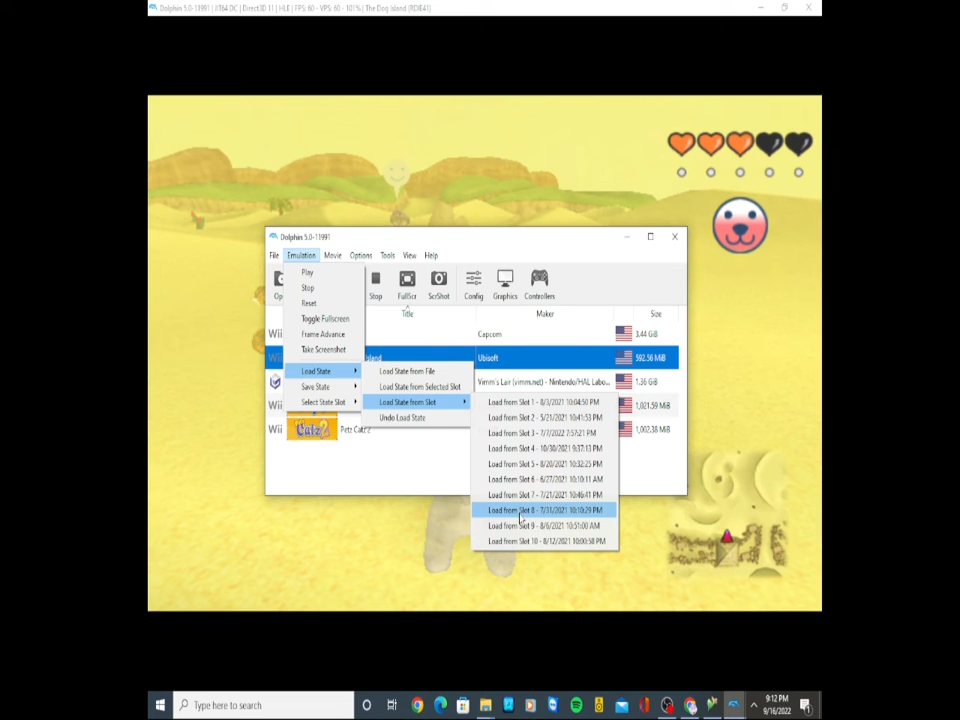 Dolphin 5.0-11991 | JIT64 DC | Direct3D 11 | HLE | FPS: 60 - VPS: 60 - 101% | The Dog Island (RDIE41)
Dolphin 5.0-11991
File Emulation Movie Options Tools View Help
Play
Stop
Reset
Toggle Fullscreen
Frame Advance
Take Screenshot
Load State
Save State
Select State Slot
Op Stop FullScr ScrShot Config Graphics Controllers
Title Maker Size
Wii Capcom 3.44 GiB
Wii Island Ubisoft 592.56 MiB
Vimm's Lair (vimm.net) - Nintendo/HAL Labo... 1.36 GiB
Wii 1,021.59 MiB
Wii Catz 2 Petz Catz 2 1,002.38 MiB
Load State from File
Load State from Selected Slot
Load State from Slot
Undo Load State
Load from Slot 1 - 8/3/2021 10:04:50 PM
Load from Slot 2 - 5/21/2021 10:41:53 PM
Load from Slot 3 - 7/7/2022 7:57:21 PM
Load from Slot 4 - 10/30/2021 9:37:13 PM
Load from Slot 5 - 8/20/2021 10:32:25 PM
Load from Slot 6 - 6/27/2021 10:10:11 AM
Load from Slot 7 - 7/21/2021 10:46:41 PM
Load from Slot 8 - 7/31/2021 10:10:29 PM
Load from Slot 9 - 8/6/2021 10:51:00 AM
Load from Slot 10 - 8/12/2021 10:00:58 PM
Type here to search
9:12 PM
9/16/2022